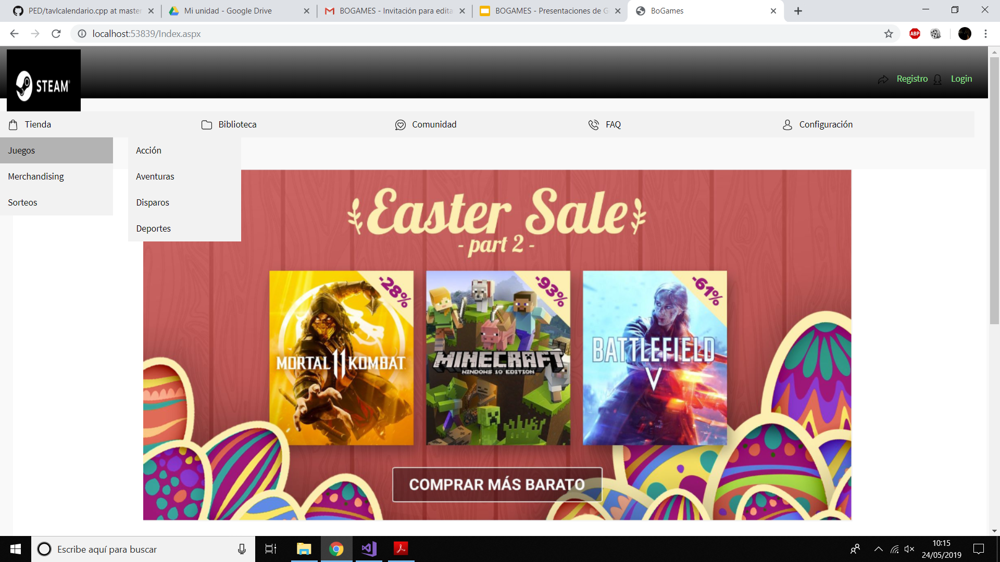 PED/tavlcalendario.cpp at master
Mi unidad - Google Drive
BOGAMES - Invitación para edita
BOGAMES - Presentaciones de G
BoGames
localhost:53839/Index.aspx
ABP
STEAM
Registro
Login
Tienda
Biblioteca
Comunidad
FAQ
Configuración
Juegos
Acción
Merchandising
Aventuras
Sorteos
Disparos
Deportes
Easter Sale
- part 2 -
-28%
-93%
-61%
MORTAL 11 KOMBAT
MINECRAFT
WINDOWS 10 EDITION
BATTLEFIELD
V
COMPRAR MÁS BARATO
Escribe aquí para buscar
10:15
24/05/2019